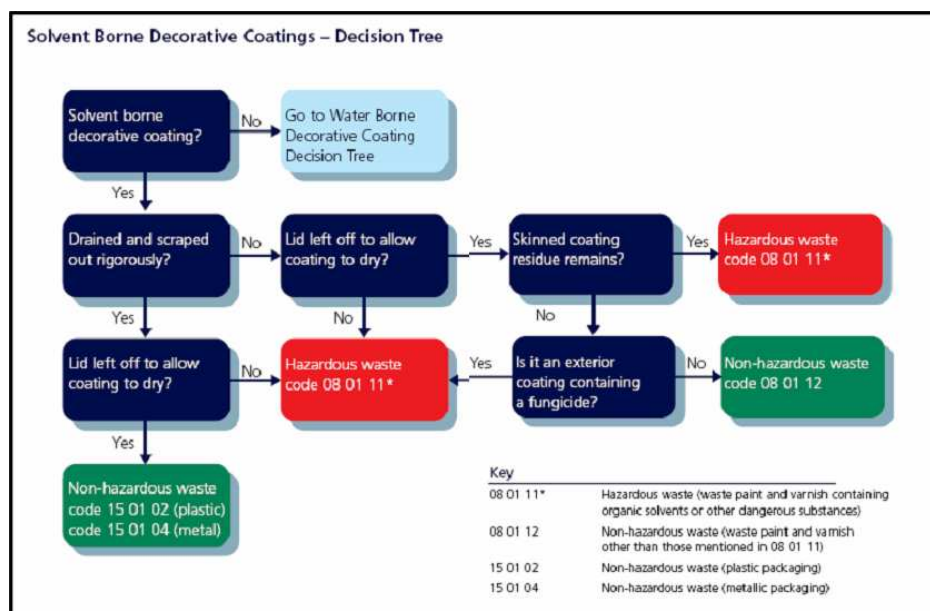 Solvent Borne Decorative Coatings – Decision Tree
Solvent borne
decorative coating?
No
Go to Water Borne
Decorative Coating
Decision Tree
Yes
Drained and scraped
out rigorously?
No
Lid left off to allow
coating to dry?
Yes
Skinned coating
residue remains?
Yes
Hazardous waste
code 08 01 11*
Yes
No
No
Lid left off to allow
coating to dry?
No
Hazardous waste
code 08 01 11*
Yes
Is it an exterior
coating containing
a fungicide?
No
Non-hazardous waste
code 08 01 12
Yes
Non-hazardous waste
code 15 01 02 (plastic)
code 15 01 04 (metal)
Key
08 01 11* Hazardous waste (waste paint and varnish containing
organic solvents or other dangerous substances)
08 01 12 Non-hazardous waste (waste paint and varnish
other than those mentioned in 08 01 11)
15 01 02 Non-hazardous waste (plastic packaging)
15 01 04 Non-hazardous waste (metallic packaging)